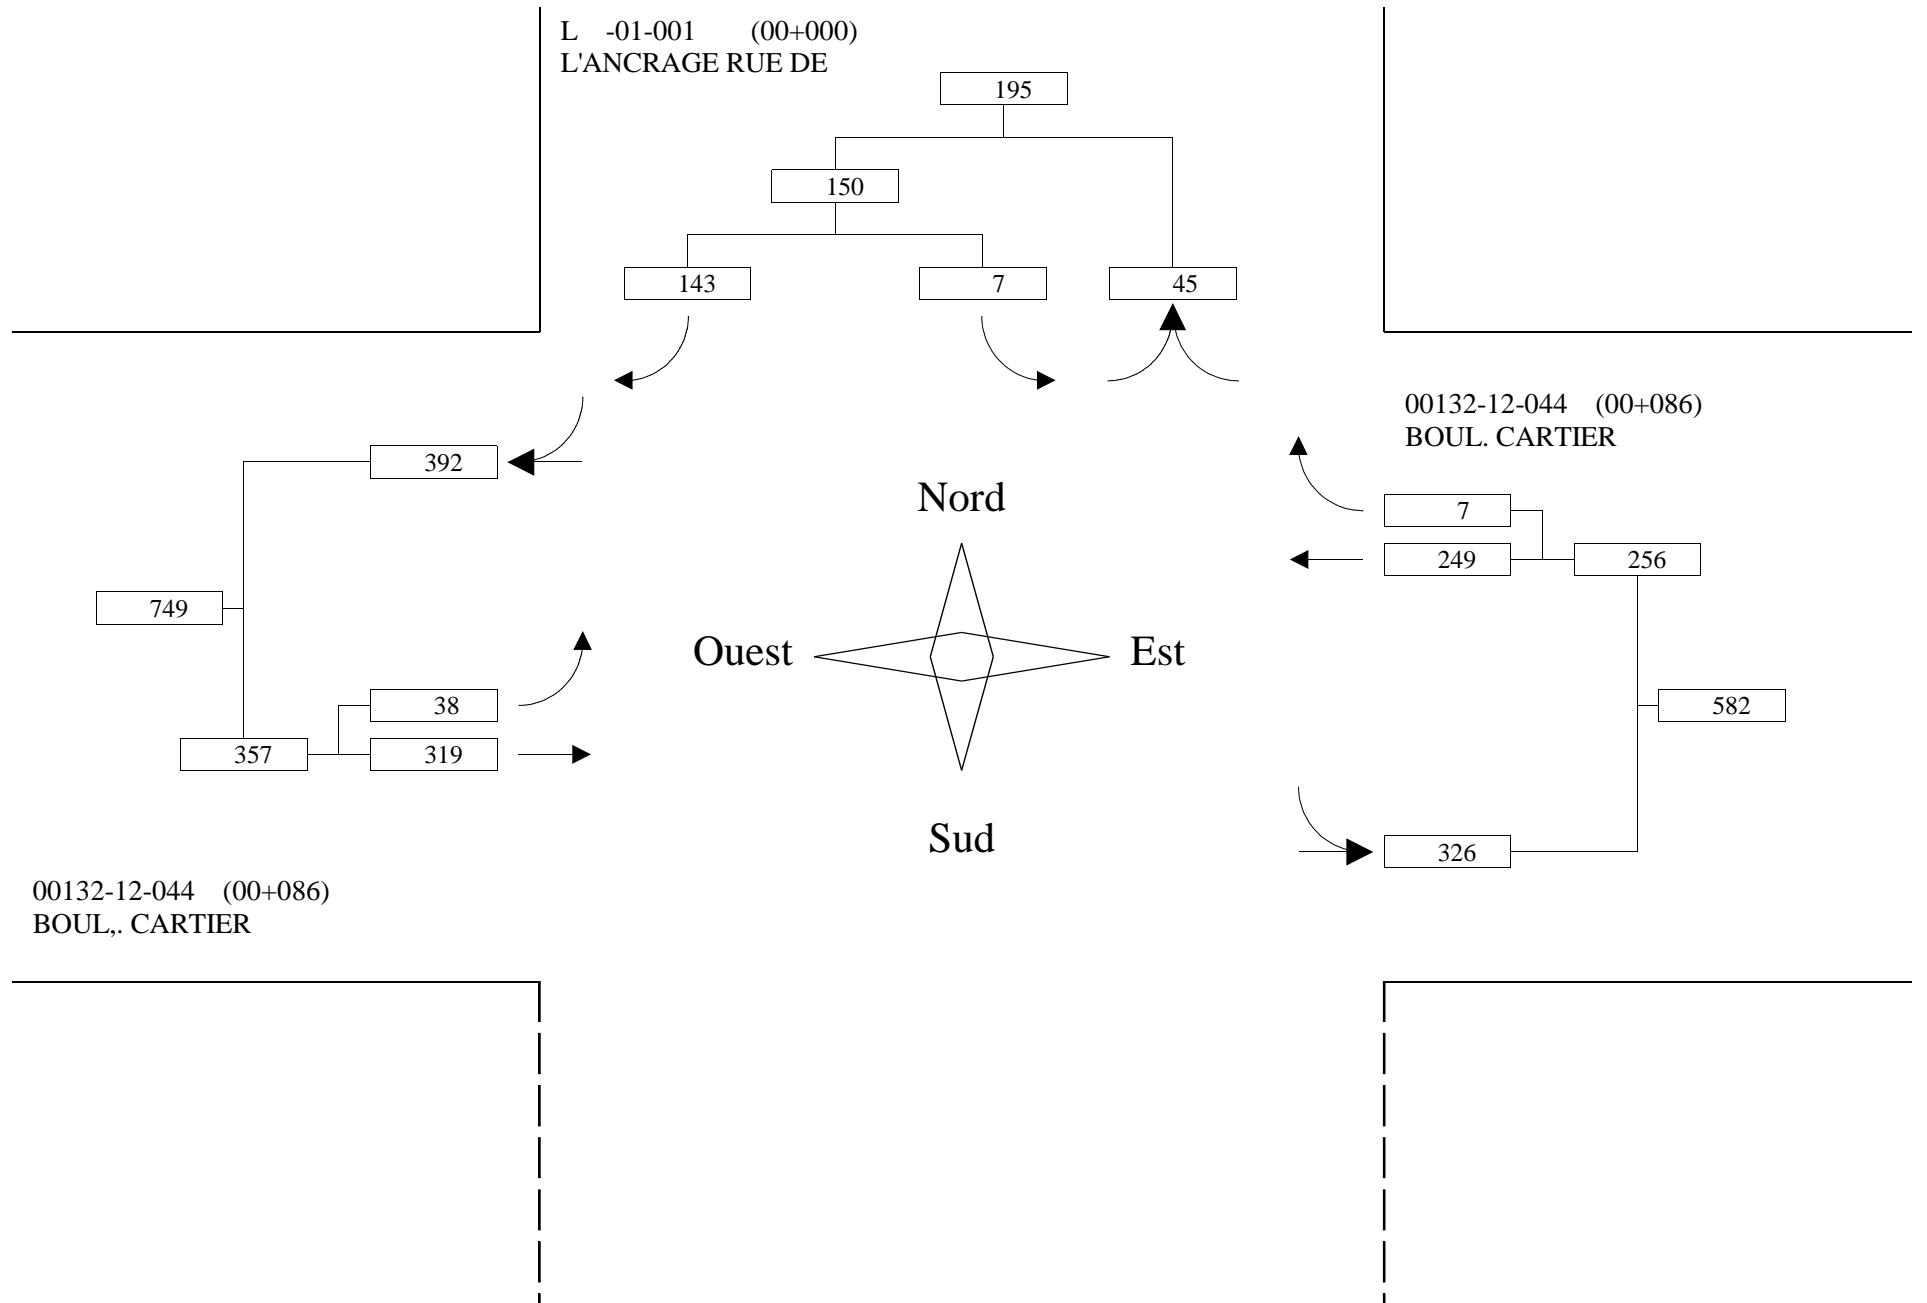 L -01-001 (00+000)
L'ANCRAGE RUE DE
195
150
143 7 45
00132-12-044 (00+086)
BOUL. CARTIER
392
Nord
7
249 256
749
Ouest Est
38
582
357 319
Sud
326
00132-12-044 (00+086)
BOUL,. CARTIER